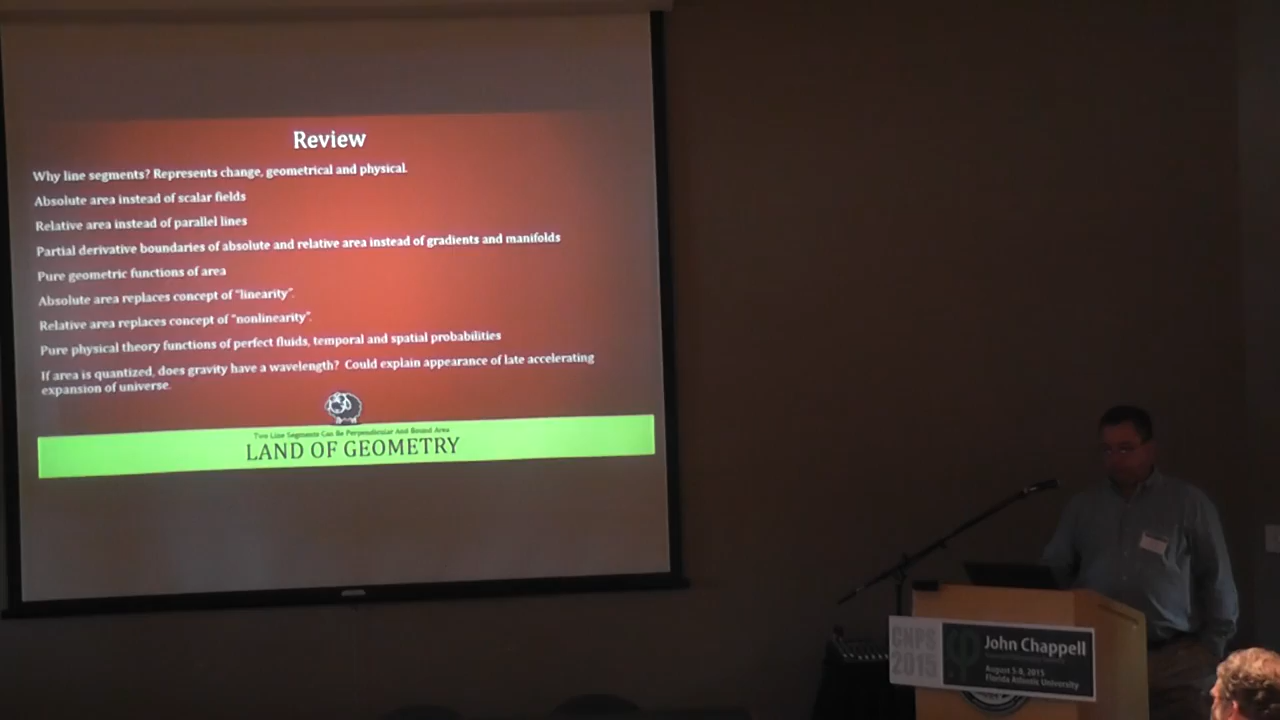 Review
Why line segments? Represents change, geometrical and physical.
Absolute area instead of scalar fields
Relative area instead of parallel lines
Partial derivative boundaries of absolute and relative area instead of gradients and manifolds
Pure geometric functions of area
Absolute area replaces concept of "linearity".
Relative area replaces concept of "nonlinearity".
Pure physical theory functions of perfect fluids, temporal and spatial probabilities
If area is quantized, does gravity have a wavelength? Could explain appearance of late accelerating
expansion of universe.
Two Line Segments Can Be Perpendicular And Bound Area
LAND OF GEOMETRY
CNPS
2015
John Chappell
August 5-8, 2015
Florida Atlantic University